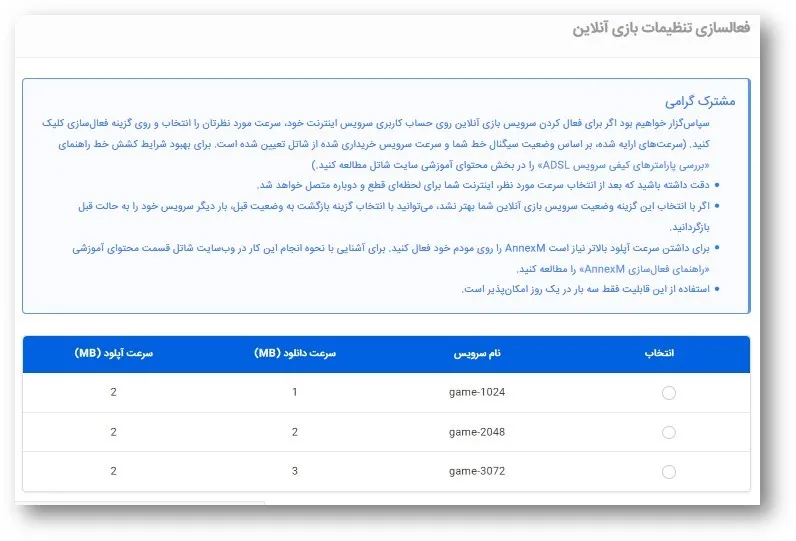 فعالسازی تنظیمات بازی آنلاین
مشترک گرامی
سپاس‌گزار خواهیم بود اگر برای فعال کردن سرویس بازی آنلاین روی حساب کاربری سرویس اینترنت خود، سرعت مورد نظرتان را انتخاب و روی گزینه فعال‌سازی کلیک
کنید. (سرعت‌های ارایه شده، بر اساس وضعیت سیگنال خط شما و سرعت سرویس خریداری شده از شاتل تعیین شده است. برای بهبود شرایط کشش خط راهنمای
«بررسی پارامترهای کیفی سرویس ADSL» را در بخش محتوای آموزشی سایت شاتل مطالعه کنید.)
• دقت داشته باشید که بعد از انتخاب سرعت مورد نظر، اینترنت شما برای لحظه‌ای قطع و دوباره متصل خواهد شد.
• اگر با انتخاب این گزینه وضعیت سرویس بازی آنلاین شما بهتر نشد، می‌توانید با انتخاب گزینه بازگشت به وضعیت قبل، بار دیگر سرویس خود را به حالت قبل
بازگردانید.
• برای داشتن سرعت آپلود بالاتر نیاز است AnnexM را روی مودم خود فعال کنید. برای آشنایی با نحوه انجام این کار در وب‌سایت شاتل قسمت محتوای آموزشی
«راهنمای فعال‌سازی AnnexM» را مطالعه کنید.
• استفاده از این قابلیت فقط سه بار در یک روز امکان‌پذیر است.
انتخاب نام سرویس سرعت دانلود (MB) سرعت آپلود (MB)
game-1024 1 2
game-2048 2 2
game-3072 3 2